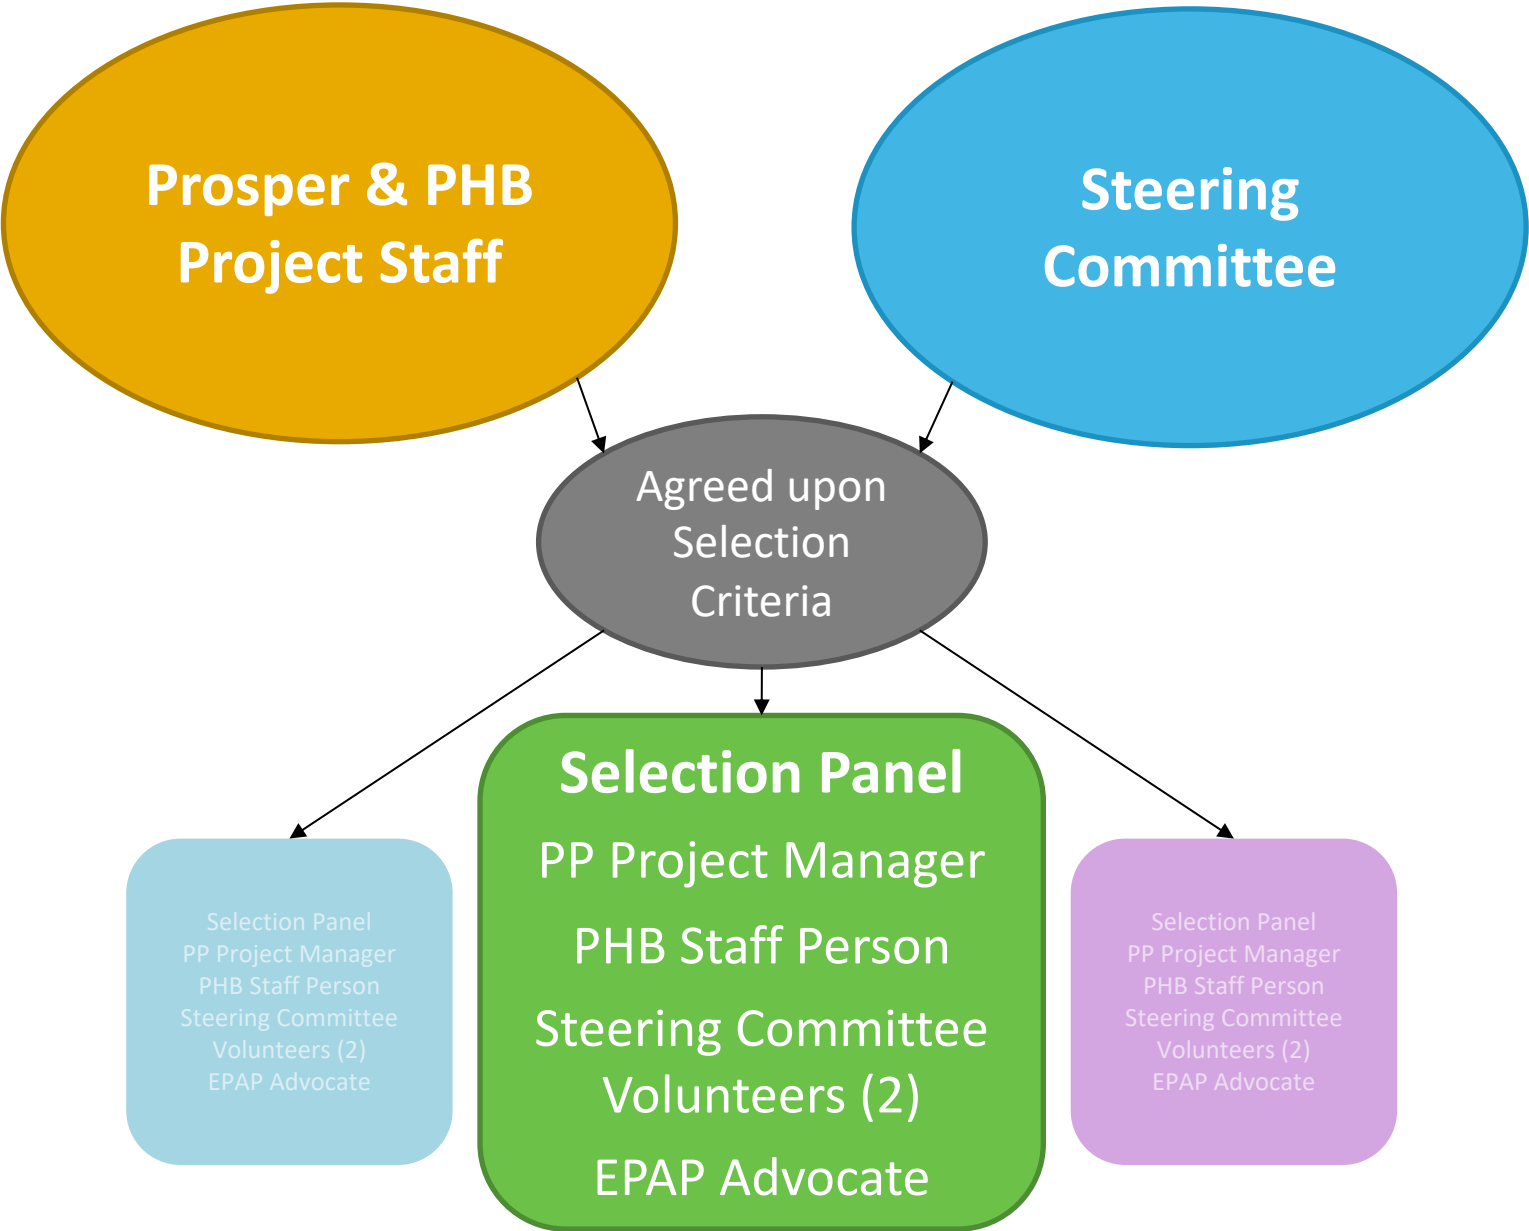 Prosper & PHB
Project Staff
Steering
Committee
Agreed upon
Selection
Criteria
Selection Panel
PP Project Manager
PHB Staff Person
Steering Committee
Volunteers (2)
EPAP Advocate
Selection Panel
PP Project Manager
PHB Staff Person
Steering Committee
Volunteers (2)
EPAP Advocate
Selection Panel
PP Project Manager
PHB Staff Person
Steering Committee
Volunteers (2)
EPAP Advocate